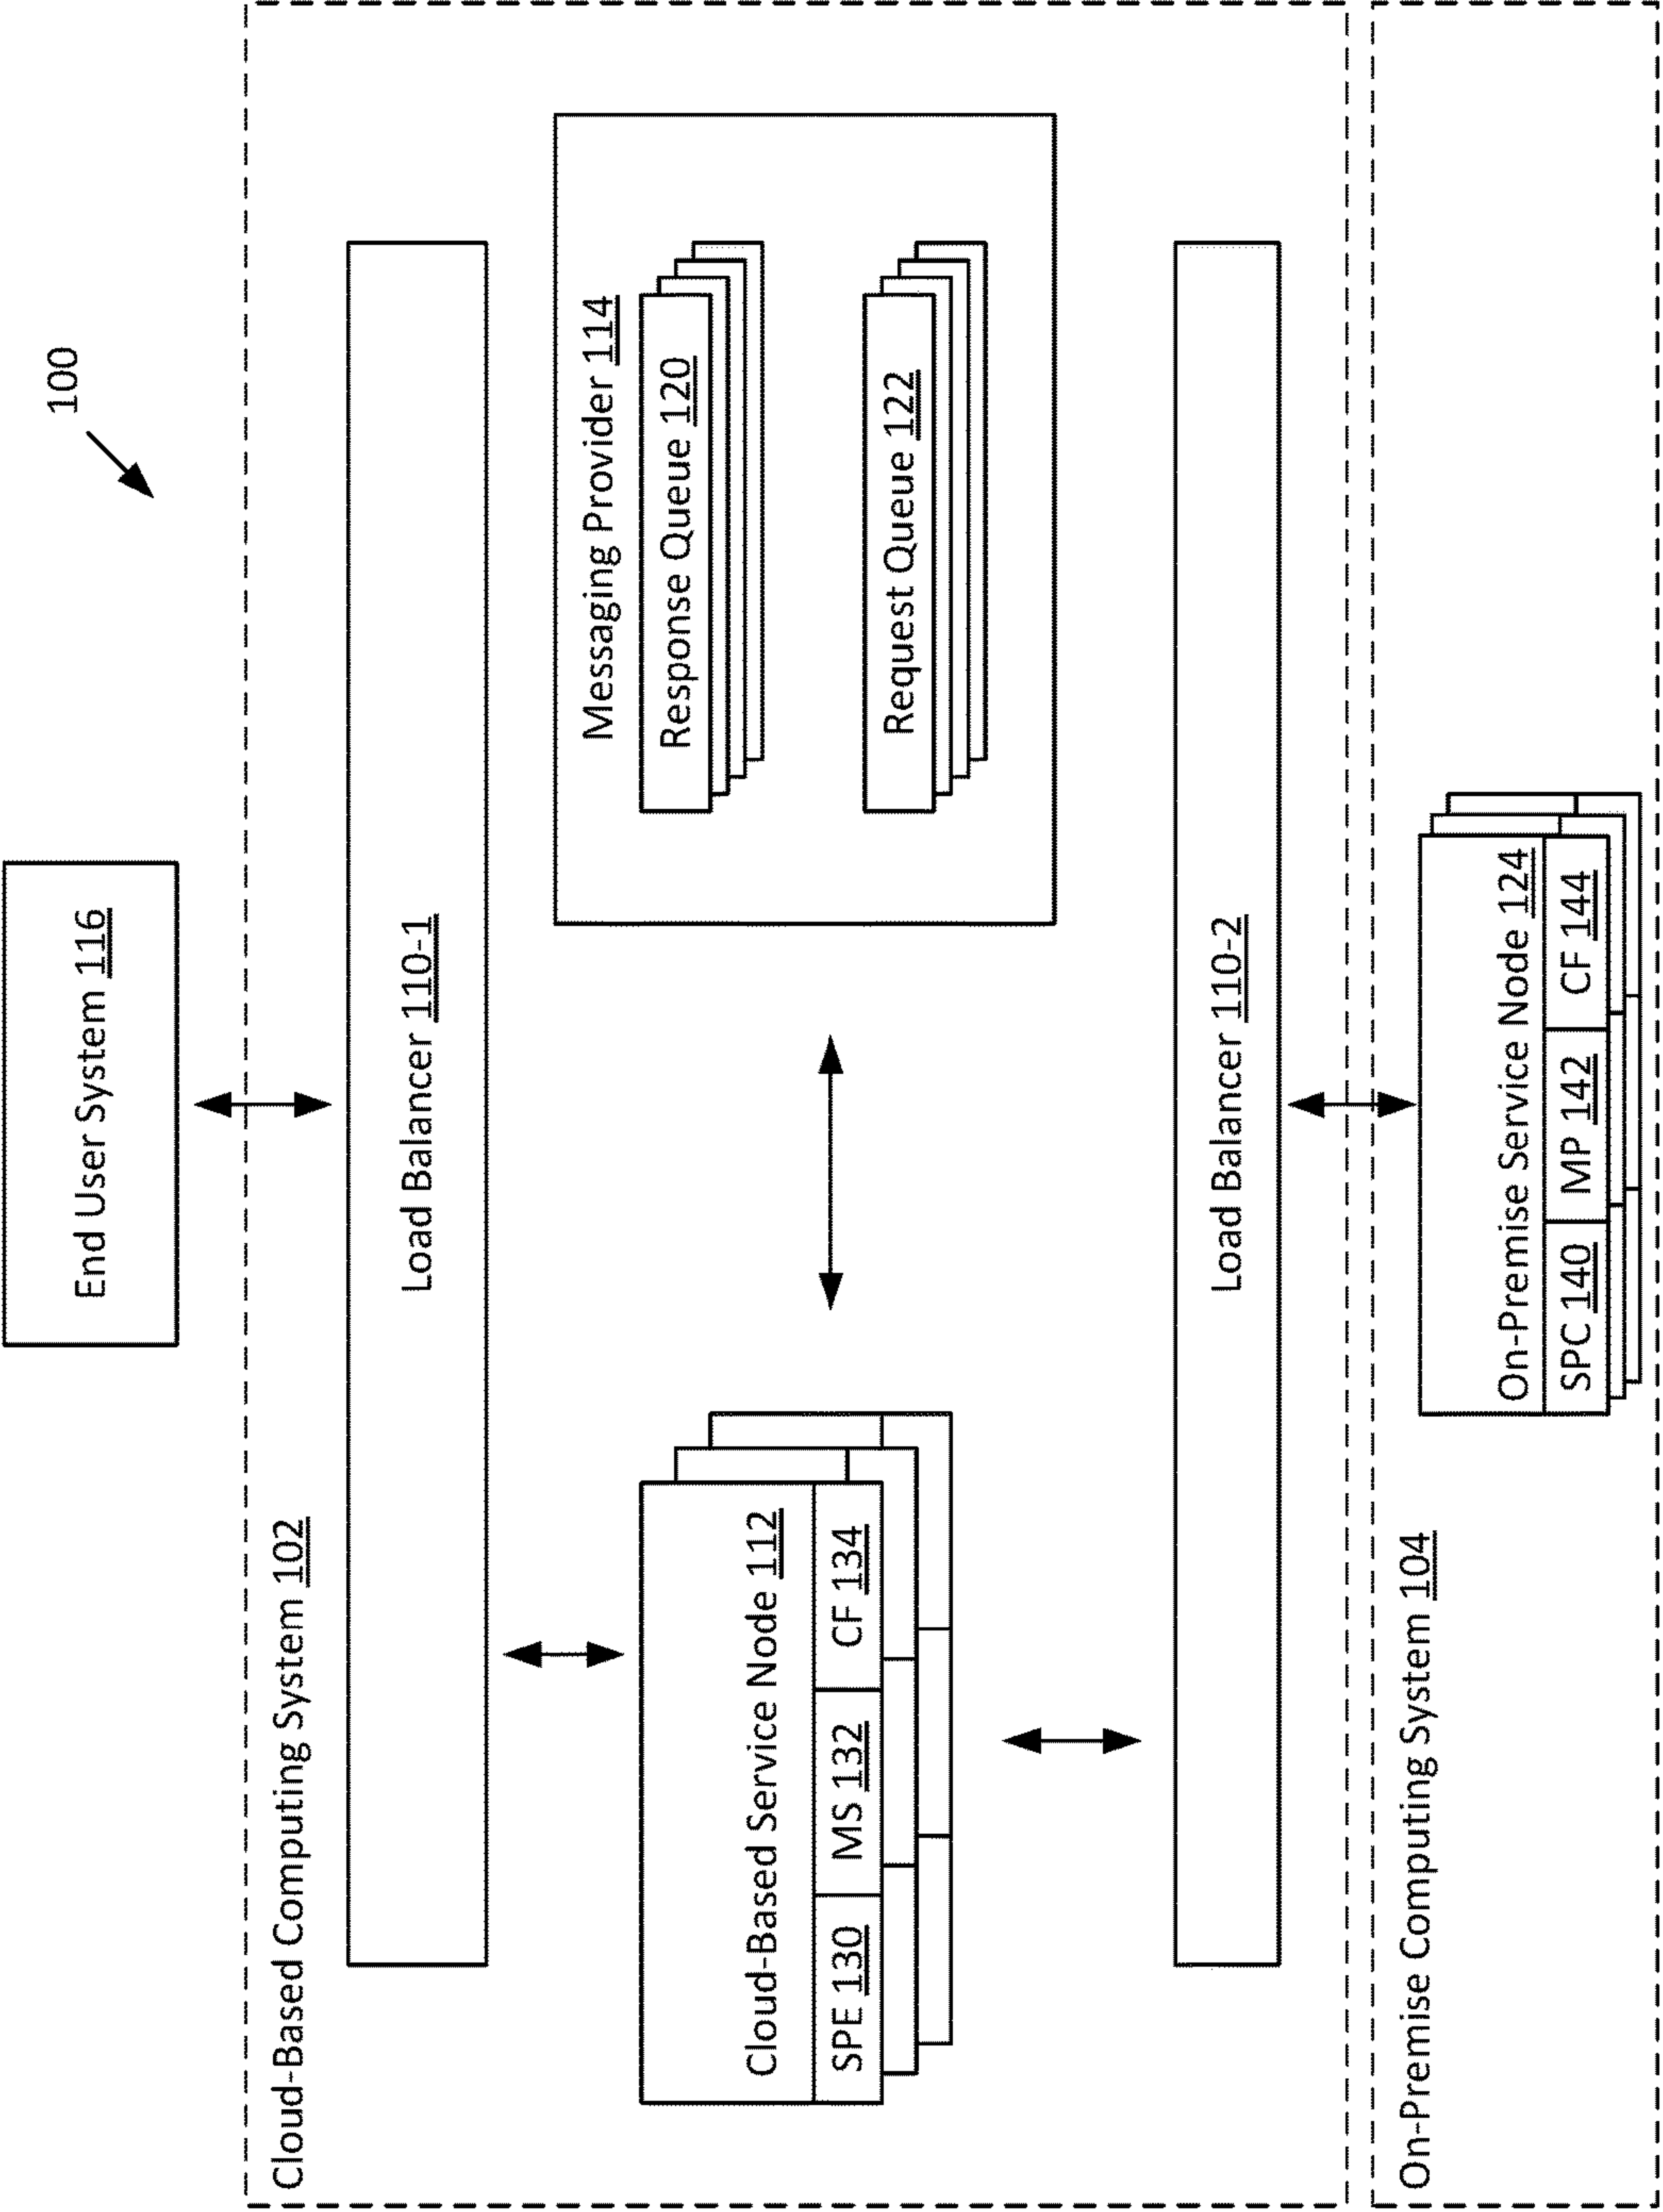 100
End User System 116
Cloud-Based Computing System 102
Load Balancer 110-1
Messaging Provider 114
Response Queue 120
Request Queue 122
Cloud-Based Service Node 112
SPE 130 MS 132 CF 134
Load Balancer 110-2
On-Premise Computing System 104
On-Premise Service Node 124
SPC 140 MP 142 CF 144